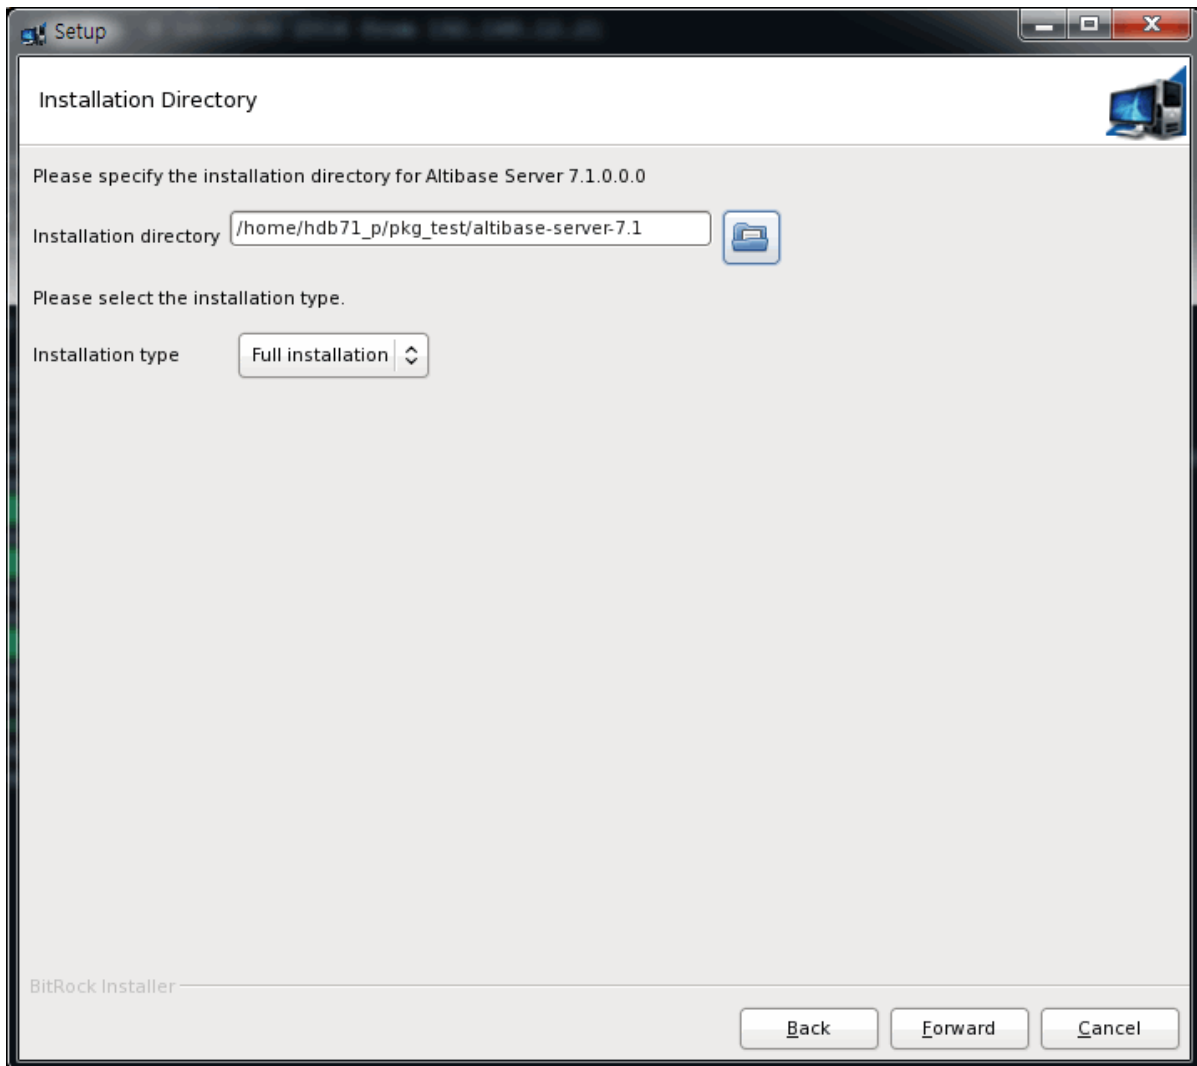 Setup
Installation Directory
Please specify the installation directory for Altibase Server 7.1.0.0.0
Installation directory /home/hdb71_p/pkg_test/altibase-server-7.1
Please select the installation type.
Installation type Full installation
BitRock Installer
Back Forward Cancel